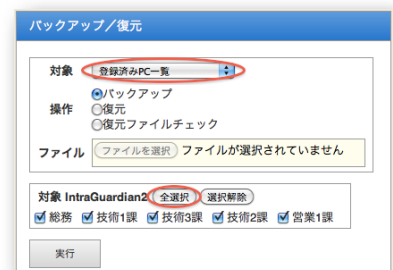 バックアップ／復元
対象 登録済みPC一覧
操作 バックアップ
復元
復元ファイルチェック
ファイル ファイルを選択 ファイルが選択されていません
対象 IntraGuardian2 全選択 選択解除
総務 技術1課 技術3課 技術2課 営業1課
実行